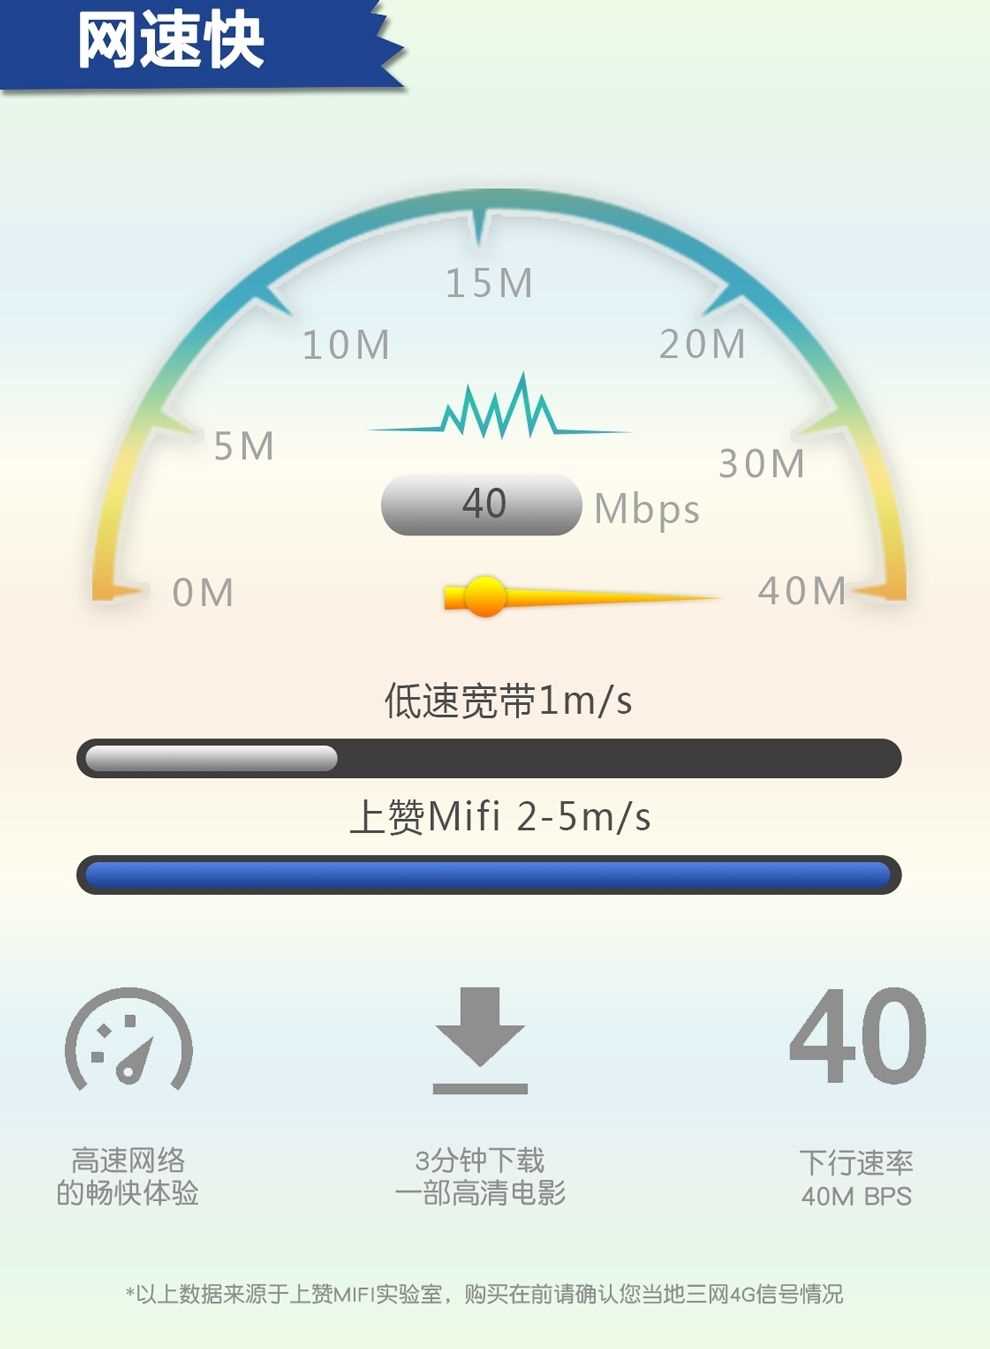 网速快
15M
10M
20M
5M
30M
40
Mbps
0M
40M
低速宽带1m/s
上赞Mifi 2-5m/s
40
高速网络
的畅快体验
3分钟下载
一部高清电影
下行速率
40M BPS
*以上数据来源于上赞MIFI实验室，购买在前请确认您当地三网4G信号情况